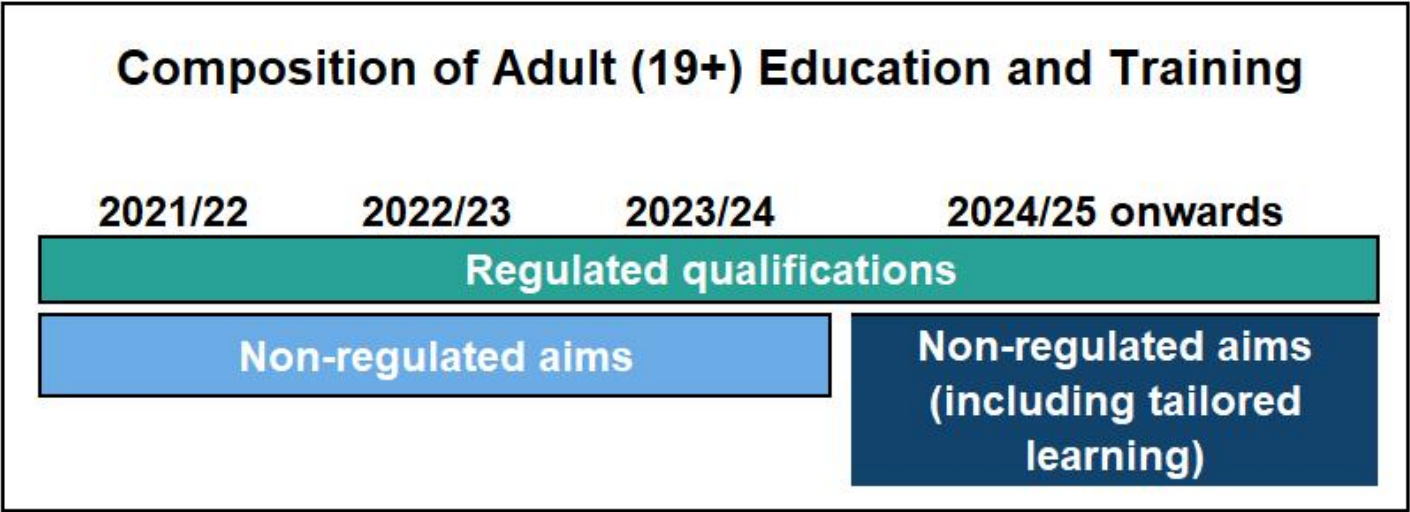 Composition of Adult (19+) Education and Training
2021/22 2022/23 2023/24 2024/25 onwards
Regulated qualifications
Non-regulated aims
Non-regulated aims
(including tailored
learning)